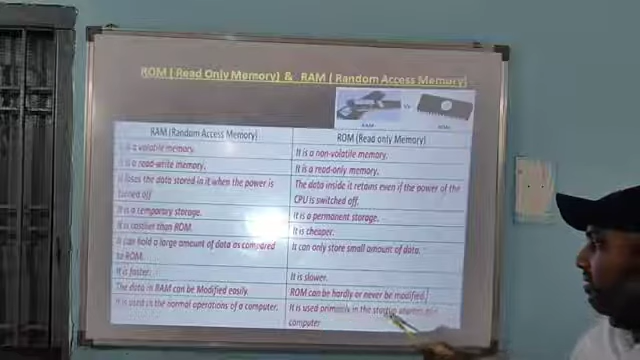 ROM ( Read Only Memory) & RAM ( Random Access Memory)
Vs
RAM (Random Access Memory)
ROM (Read only Memory)
is a volatile memory.
It is a non-volatile memory.
is a read-write memory.
It is a read-only memory.
loses the data stored in it when the power is
turned off
The data inside it retains even if the power of the
CPU is switched off.
It is a temporary storage.
It is a permanent storage.
It is costlier than ROM.
It is cheaper.
It can hold a large amount of data as compared
to ROM.
It can only store small amount of data.
It is faster.
It is slower.
The data in RAM can be Modified easily.
ROM can be hardly or never be modified.
It is used in the normal operations of a computer.
It is used primarily in the startup
computer